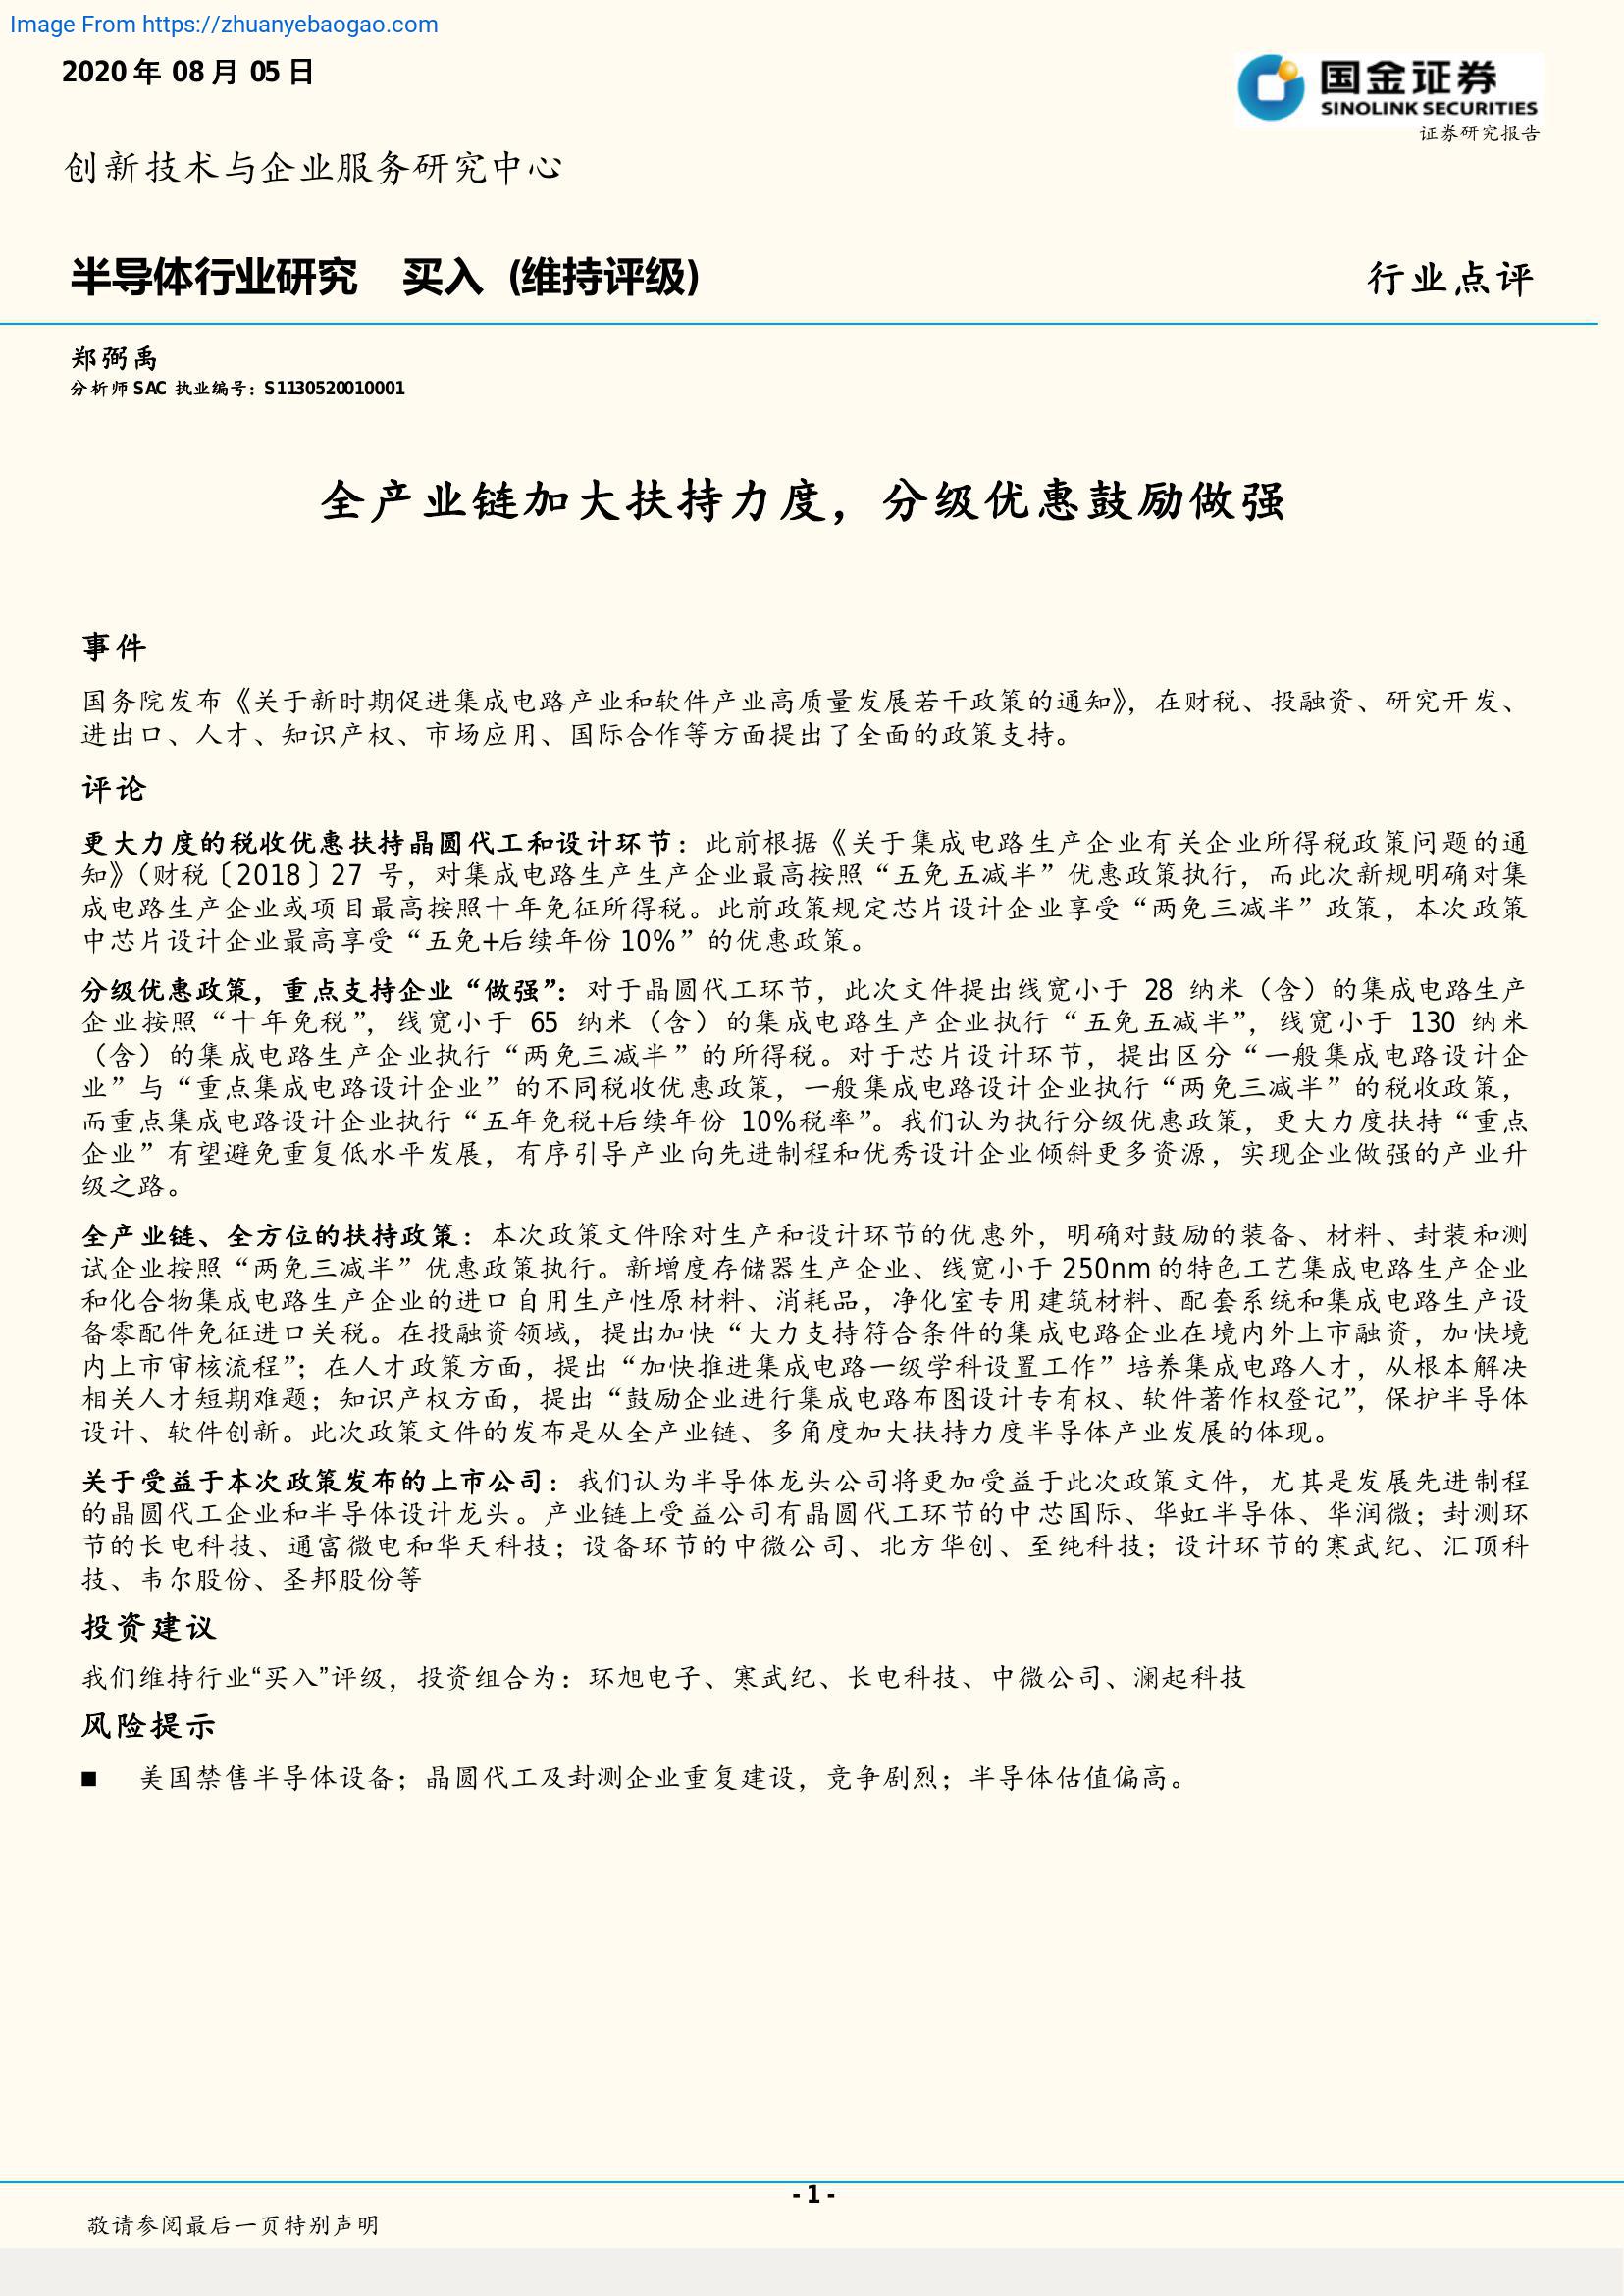 Image From https://zhuanyebaogao.com
2020 年 08 月 05 日
国金证券
SINOLINK SECURITIES
证券研究报告
创新技术与企业服务研究中心
半导体行业研究 买入 (维持评级)
行业点评
郑弼禹
分析师 SAC 执业编号：S1130520010001
全产业链加大扶持力度，分级优惠鼓励做强
事件
国务院发布《关于新时期促进集成电路产业和软件产业高质量发展若干政策的通知》，在财税、投融资、研究开发、
进出口、人才、知识产权、市场应用、国际合作等方面提出了全面的政策支持。
评论
更大力度的税收优惠扶持晶圆代工和设计环节：此前根据《关于集成电路生产企业有关企业所得税政策问题的通
知》（财税〔2018〕27 号，对集成电路生产生产企业最高按照“五免五减半”优惠政策执行，而此次新规明确对集
成电路生产企业或项目最高按照十年免征所得税。此前政策规定芯片设计企业享受“两免三减半”政策，本次政策
中芯片设计企业最高享受“五免+后续年份 10%”的优惠政策。
分级优惠政策，重点支持企业“做强”：对于晶圆代工环节，此次文件提出线宽小于 28 纳米（含）的集成电路生产
企业按照“十年免税”，线宽小于 65 纳米（含）的集成电路生产企业执行“五免五减半”，线宽小于 130 纳米
（含）的集成电路生产企业执行“两免三减半”的所得税。对于芯片设计环节，提出区分“一般集成电路设计企
业”与“重点集成电路设计企业”的不同税收优惠政策，一般集成电路设计企业执行“两免三减半”的税收政策，
而重点集成电路设计企业执行“五年免税+后续年份 10%税率”。我们认为执行分级优惠政策，更大力度扶持“重点
企业”有望避免重复低水平发展，有序引导产业向先进制程和优秀设计企业倾斜更多资源，实现企业做强的产业升
级之路。
全产业链、全方位的扶持政策：本次政策文件除对生产和设计环节的优惠外，明确对鼓励的装备、材料、封装和测
试企业按照“两免三减半”优惠政策执行。新增度存储器生产企业、线宽小于 250nm 的特色工艺集成电路生产企业
和化合物集成电路生产企业的进口自用生产性原材料、消耗品，净化室专用建筑材料、配套系统和集成电路生产设
备零配件免征进口关税。在投融资领域，提出加快“大力支持符合条件的集成电路企业在境内外上市融资，加快境
内上市审核流程”；在人才政策方面，提出“加快推进集成电路一级学科设置工作”培养集成电路人才，从根本解决
相关人才短期难题；知识产权方面，提出“鼓励企业进行集成电路布图设计专有权、软件著作权登记”，保护半导体
设计、软件创新。此次政策文件的发布是从全产业链、多角度加大扶持力度半导体产业发展的体现。
关于受益于本次政策发布的上市公司：我们认为半导体龙头公司将更加受益于此次政策文件，尤其是发展先进制程
的晶圆代工企业和半导体设计龙头。产业链上受益公司有晶圆代工环节的中芯国际、华虹半导体、华润微；封测环
节的长电科技、通富微电和华天科技；设备环节的中微公司、北方华创、至纯科技；设计环节的寒武纪、汇顶科
技、韦尔股份、圣邦股份等
投资建议
我们维持行业“买入”评级，投资组合为：环旭电子、寒武纪、长电科技、中微公司、澜起科技
风险提示
■ 美国禁售半导体设备；晶圆代工及封测企业重复建设，竞争剧烈；半导体估值偏高。
- 1 -
敬请参阅最后一页特别声明